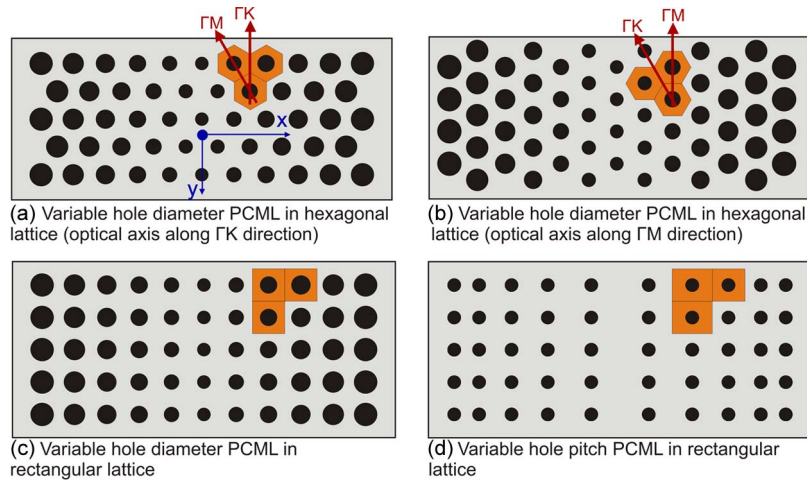 ΓK
ΓM
ΓM
ΓK
x
y
(a) Variable hole diameter PCML in hexagonal
lattice (optical axis along ΓK direction)
(b) Variable hole diameter PCML in hexagonal
lattice (optical axis along ΓM direction)
(c) Variable hole diameter PCML in
rectangular lattice
(d) Variable hole pitch PCML in rectangular
lattice